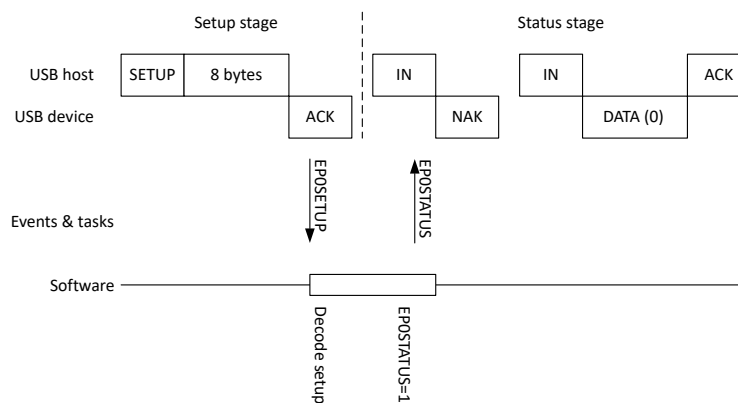 Setup stage
Status stage
USB host
SETUP
8 bytes
IN
IN
ACK
USB device
ACK
NAK
DATA (0)
EP0SETUP
EP0STATUS
Events & tasks
Software
Decode setup
EP0STATUS=1